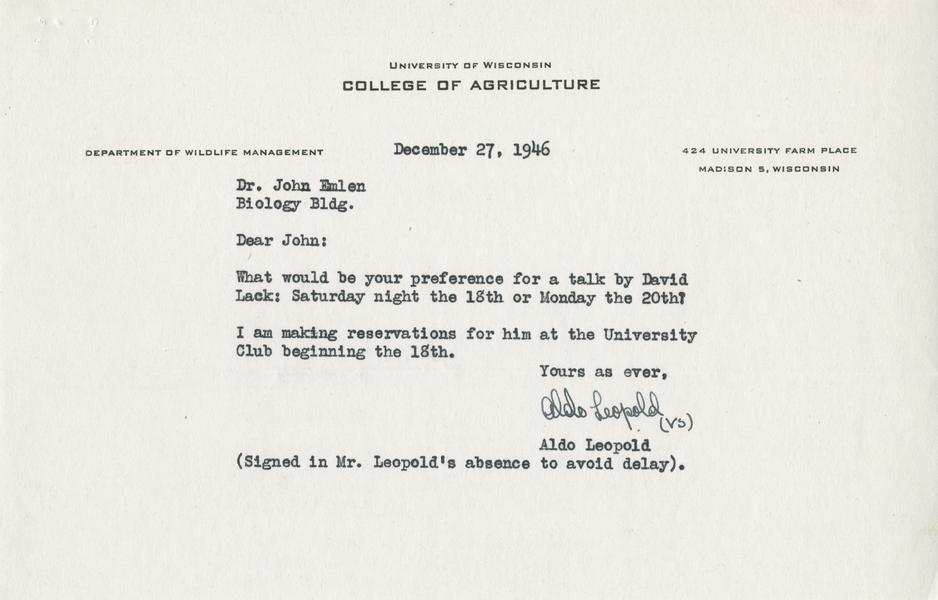 UNIVERSITY OF WISCONSIN
COLLEGE OF AGRICULTURE
DEPARTMENT OF WILDLIFE MANAGEMENT
December 27, 1946
424 UNIVERSITY FARM PLACE
MADISON 5, WISCONSIN
Dr. John Emlen
Biology Bldg.
Dear John:
What would be your preference for a talk by David
Lack: Saturday night the 18th or Monday the 20th?
I am making reservations for him at the University
Club beginning the 18th.
Yours as ever,
Aldo Leopold
(VS)
Aldo Leopold
(Signed in Mr. Leopold's absence to avoid delay).